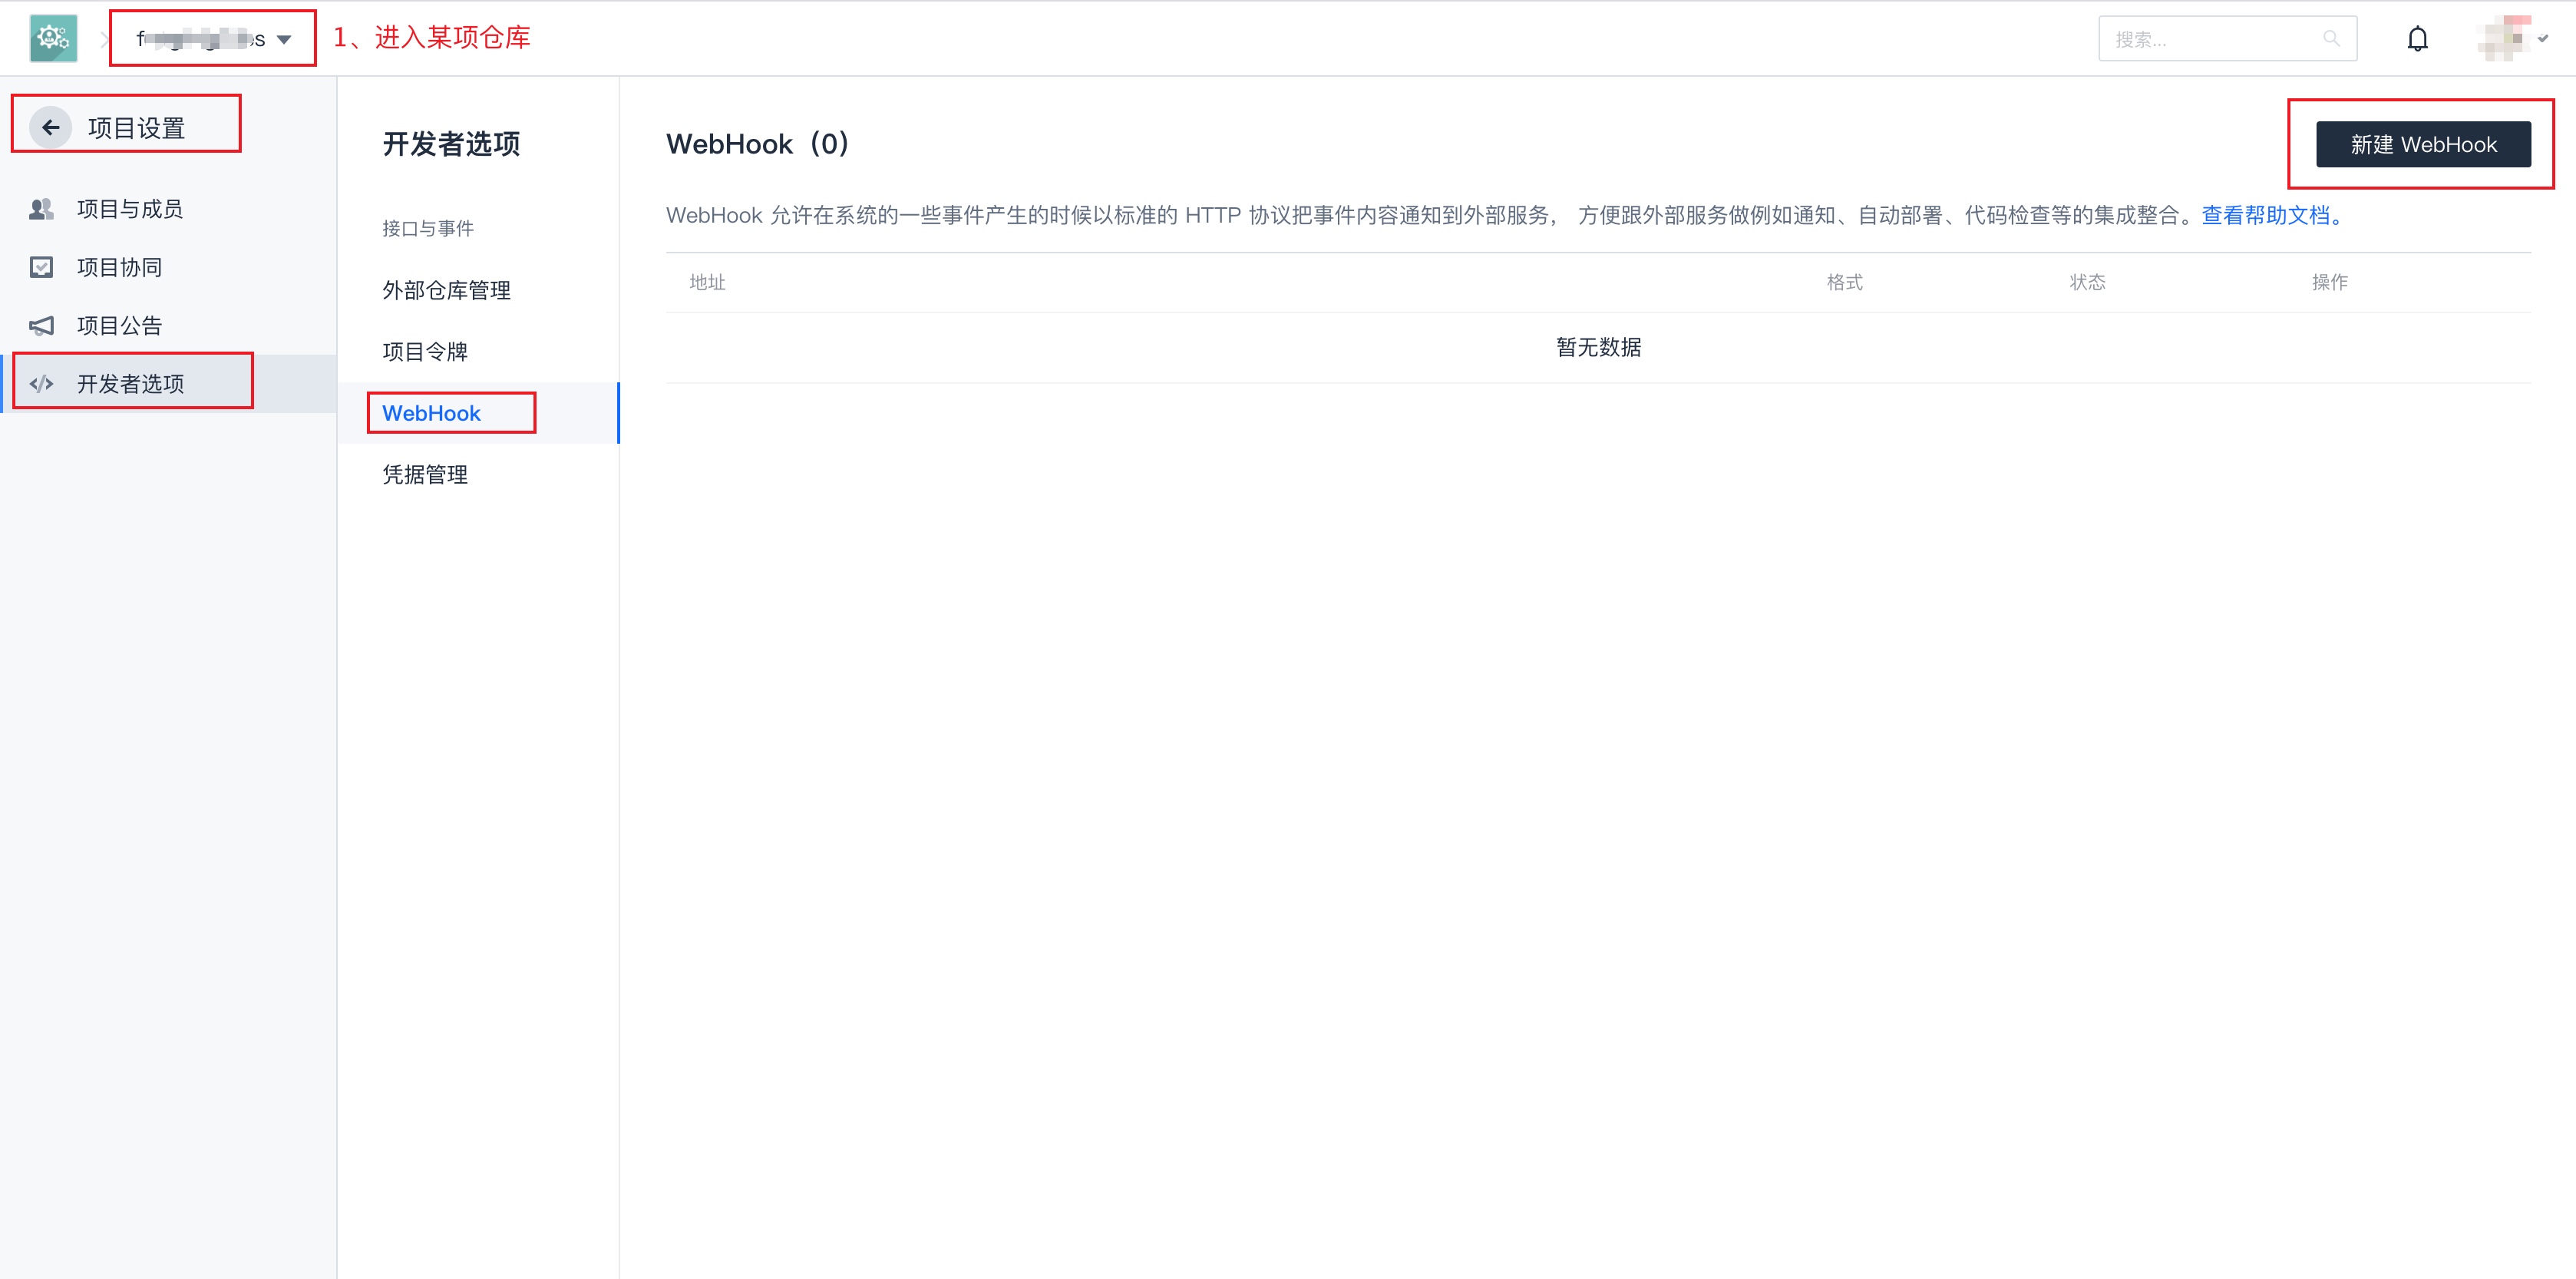 1、进入某项仓库
搜索...
项目设置
项目与成员
项目协同
项目公告
开发者选项
开发者选项
接口与事件
外部仓库管理
项目令牌
WebHook
凭据管理
WebHook（0）
新建 WebHook
WebHook 允许在系统的一些事件产生的时候以标准的 HTTP 协议把事件内容通知到外部服务， 方便跟外部服务做例如通知、自动部署、代码检查等的集成整合。查看帮助文档。
地址 格式 状态 操作
暂无数据